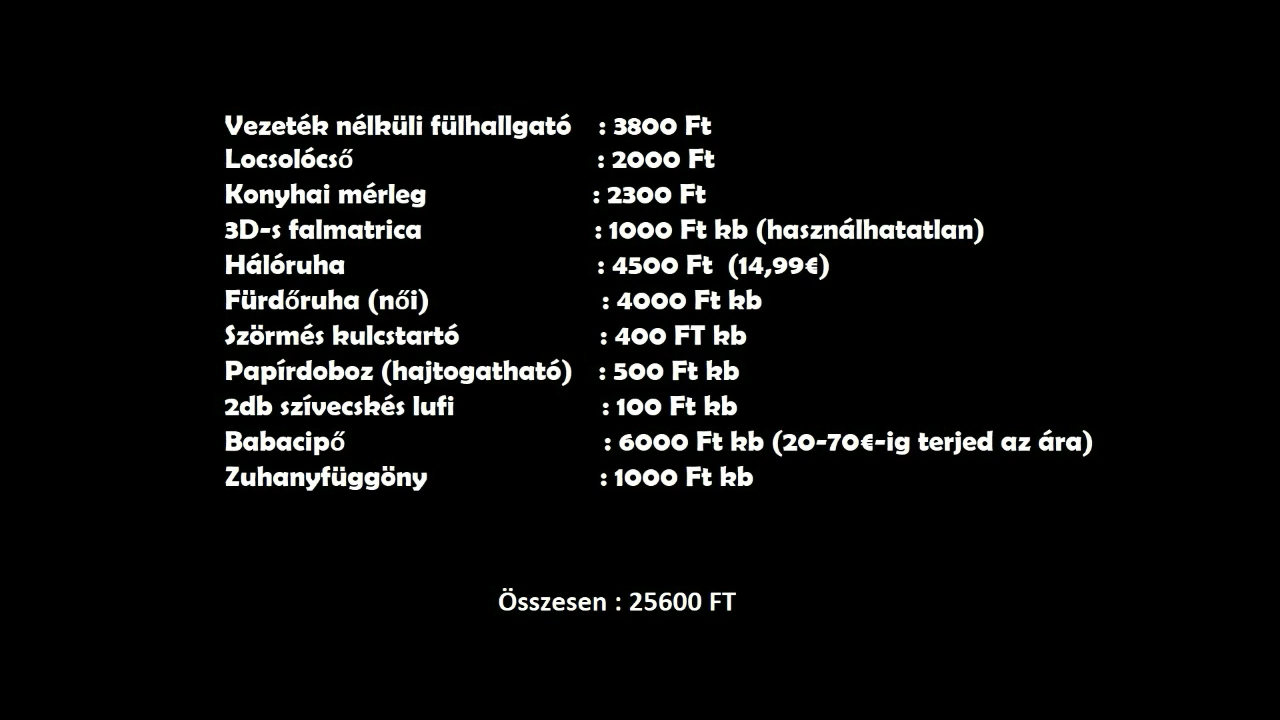 Vezeték nélküli fülhallgató : 3800 Ft
Locsolócső : 2000 Ft
Konyhai mérleg : 2300 Ft
3D-s falmatrica : 1000 Ft kb (használhatatlan)
Hálóruha : 4500 Ft (14,99€)
Fürdőruha (női) : 4000 Ft kb
Szörmés kulcstartó : 400 FT kb
Papírdoboz (hajtogatható) : 500 Ft kb
2db szívecskés lufi : 100 Ft kb
Babacipő : 6000 Ft kb (20-70€-ig terjed az ára)
Zuhanyfüggöny : 1000 Ft kb
Összesen : 25600 FT